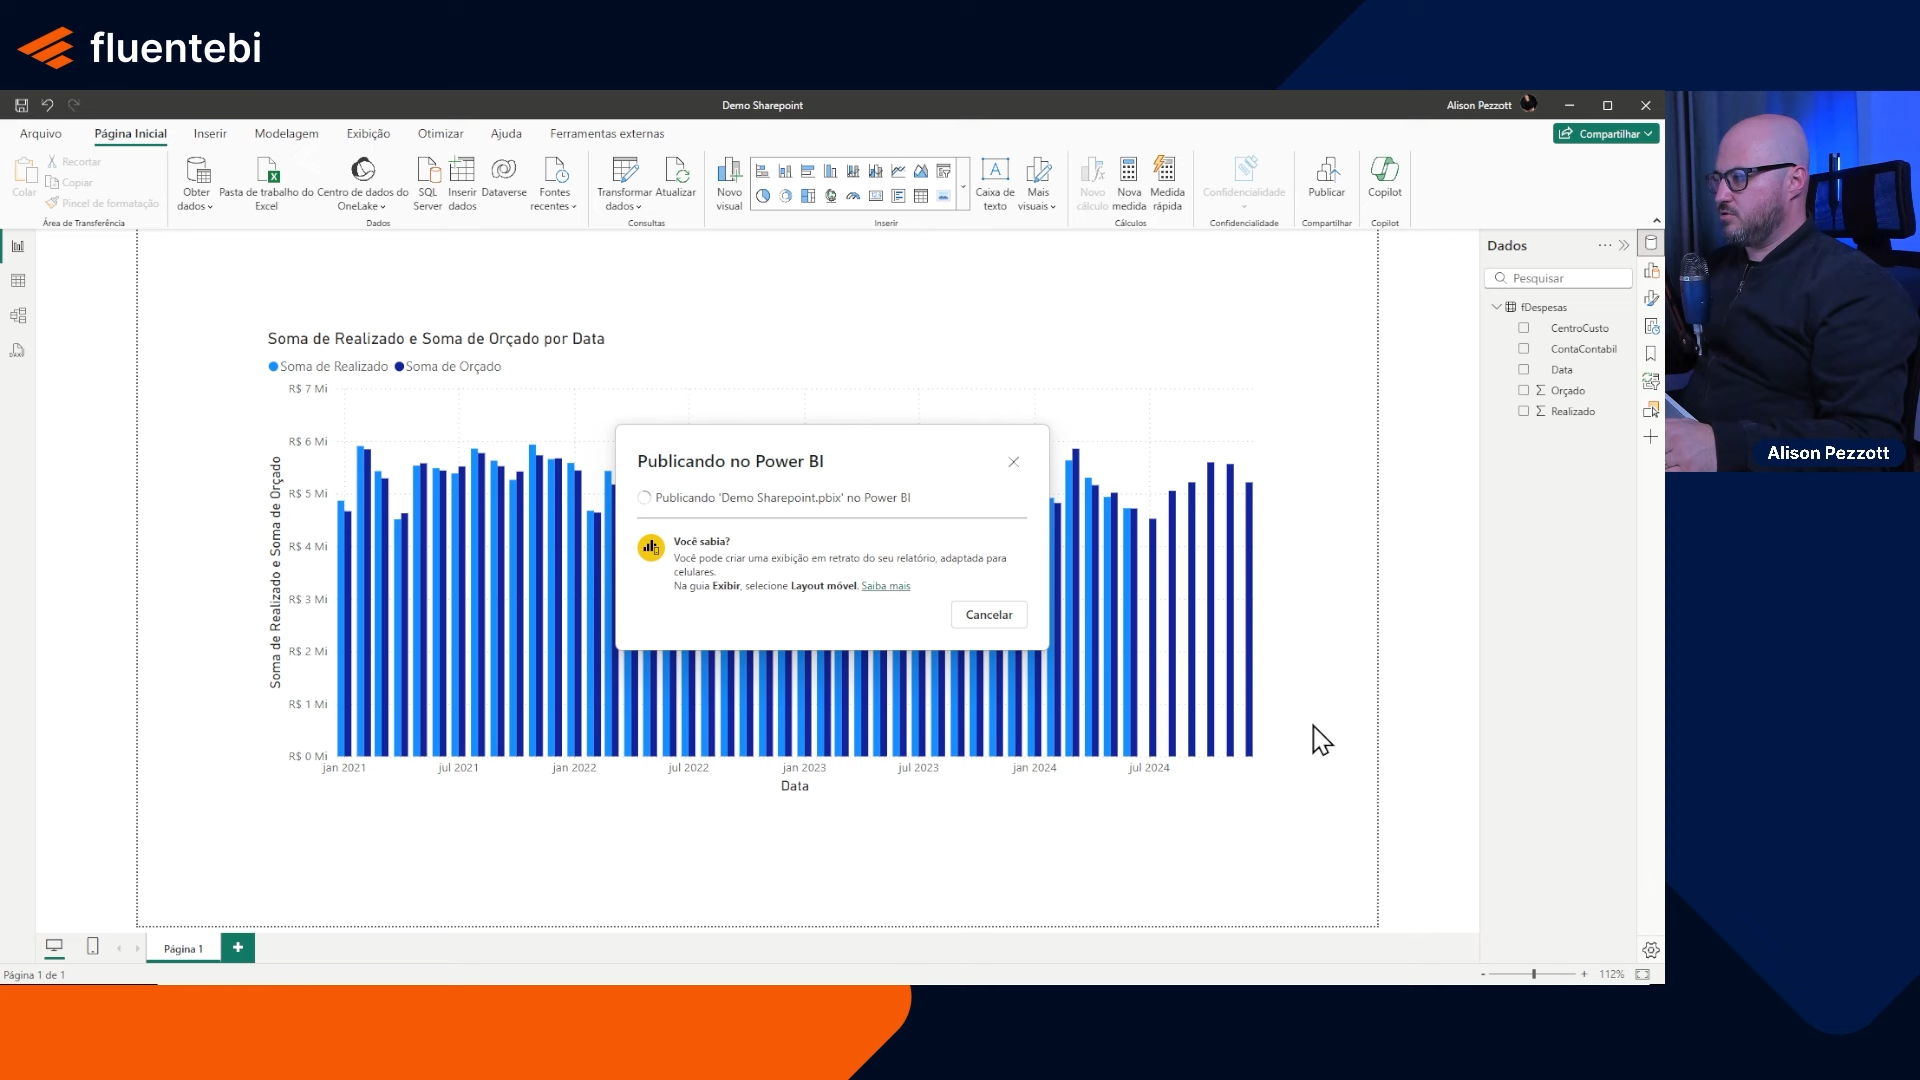 fluentebi
Demo Sharepoint
Alison Pezzott
Arquivo
Página Inicial
Inserir
Modelagem
Exibição
Otimizar
Ajuda
Ferramentas externas
Compartilhar
Colar
Recortar
Copiar
Pincel de formatação
Área de Transferência
Obter dados
Pasta de trabalho do Excel
Centro de dados do OneLake
SQL Server
Inserir dados
Dataverse
Fontes recentes
Dados
Transformar dados
Atualizar
Consultas
Novo visual
Caixa de texto
Mais visuais
Inserir
Novo cálculo
Nova medida
Medida rápida
Cálculos
Confidencialidade
Confidencialidade
Publicar
Compartilhar
Copilot
Copilot
Soma de Realizado e Soma de Orçado por Data
Soma de Realizado
Soma de Orçado
Soma de Realizado e Soma de Orçado
R$ 7 Mi
R$ 6 Mi
R$ 5 Mi
R$ 4 Mi
R$ 3 Mi
R$ 2 Mi
R$ 1 Mi
R$ 0 Mi
jan 2021
jul 2021
jan 2022
jul 2022
jan 2023
jul 2023
jan 2024
jul 2024
Data
Publicando no Power BI
Publicando 'Demo Sharepoint.pbix' no Power BI
Você sabia?
Você pode criar uma exibição em retrato do seu relatório, adaptada para
celulares.
Na guia Exibir, selecione Layout móvel. Saiba mais
Cancelar
Dados
Pesquisar
fDespesas
CentroCusto
ContaContabil
Data
Σ Orçado
Σ Realizado
Alison Pezzott
Página 1
Página 1 de 1
112%